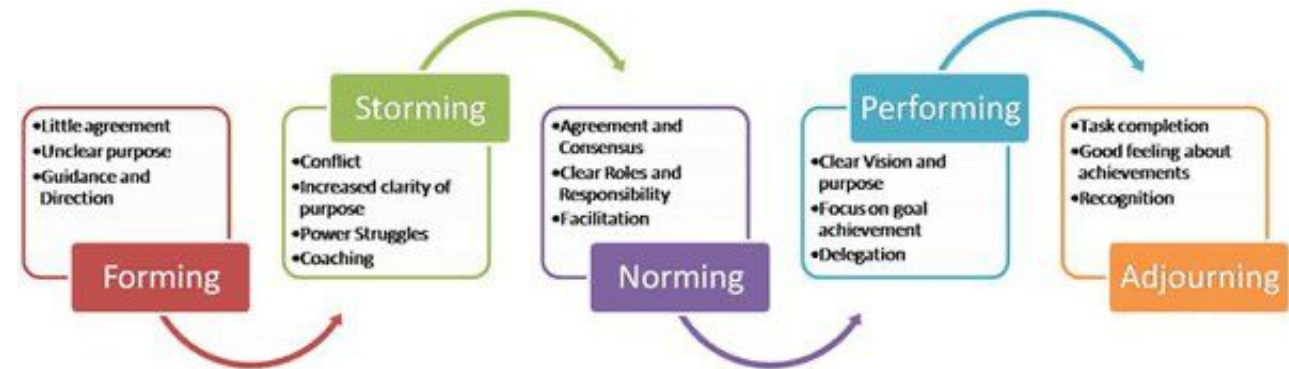 •Little agreement
•Unclear purpose
•Guidance and
Direction
Forming
Storming
•Conflict
•Increased clarity of
purpose
•Power Struggles
•Coaching
•Agreement and
Consensus
•Clear Roles and
Responsibility
•Facilitation
Norming
Performing
•Clear Vision and
purpose
•Focus on goal
achievement
•Delegation
•Task completion
•Good feeling about
achievements
•Recognition
Adjourning